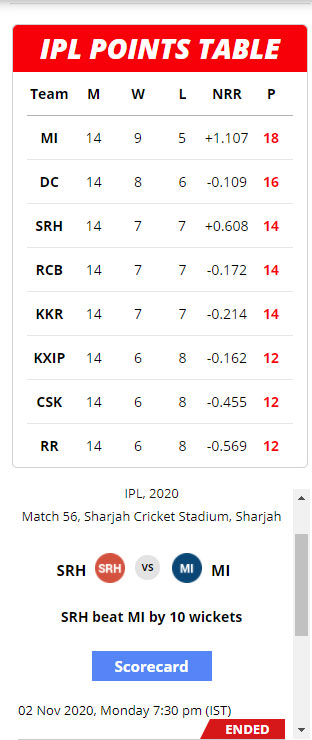 IPL POINTS TABLE
Team M W L NRR P
MI 14 9 5 +1.107 18
DC 14 8 6 -0.109 16
SRH 14 7 7 +0.608 14
RCB 14 7 7 -0.172 14
KKR 14 7 7 -0.214 14
KXIP 14 6 8 -0.162 12
CSK 14 6 8 -0.455 12
RR 14 6 8 -0.569 12
IPL, 2020
Match 56, Sharjah Cricket Stadium, Sharjah
SRH SRH VS MI MI
SRH beat MI by 10 wickets
Scorecard
02 Nov 2020, Monday 7:30 pm (IST)
ENDED